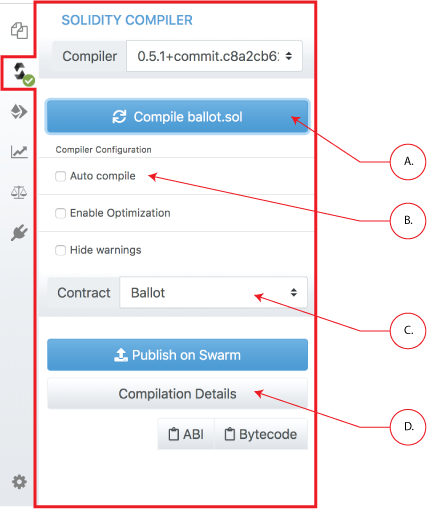 SOLIDITY COMPILER
Compiler 0.5.1+commit.c8a2cb6
Compile ballot.sol
A.
Compiler Configuration
Auto compile
B.
Enable Optimization
Hide warnings
Contract Ballot
C.
Publish on Swarm
Compilation Details
D.
ABI Bytecode